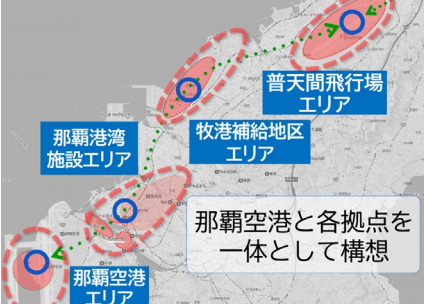 普天間飛行場
エリア
牧港補給地区
エリア
那覇港湾
施設エリア
那覇空港と各拠点を
一体として構想
那覇空港
エリア